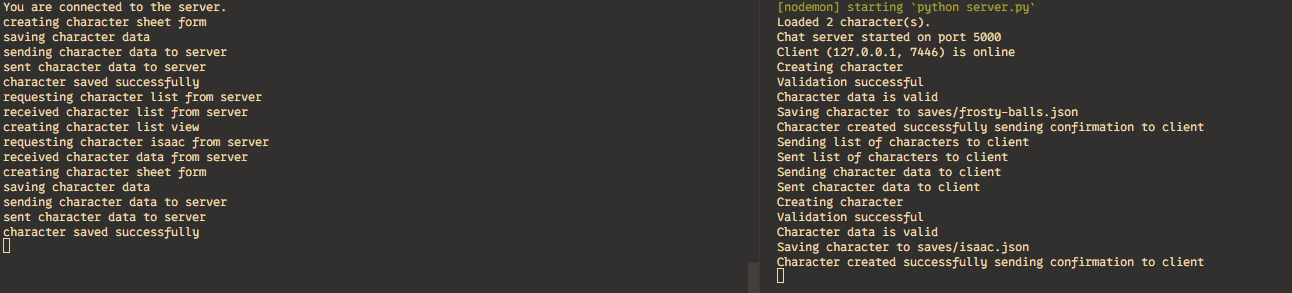 You are connected to the server.
creating character sheet form
saving character data
sending character data to server
sent character data to server
character saved successfully
requesting character list from server
received character list from server
creating character list view
requesting character isaac from server
received character data from server
creating character sheet form
saving character data
sending character data to server
sent character data to server
character saved successfully
[nodemon] starting `python server.py`
Loaded 2 character(s).
Chat server started on port 5000
Client (127.0.0.1, 7446) is online
Creating character
Validation successful
Character data is valid
Saving character to saves/frosty-balls.json
Character created successfully sending confirmation to client
Sending list of characters to client
Sent list of characters to client
Sending character data to client
Sent character data to client
Creating character
Validation successful
Character data is valid
Saving character to saves/isaac.json
Character created successfully sending confirmation to client